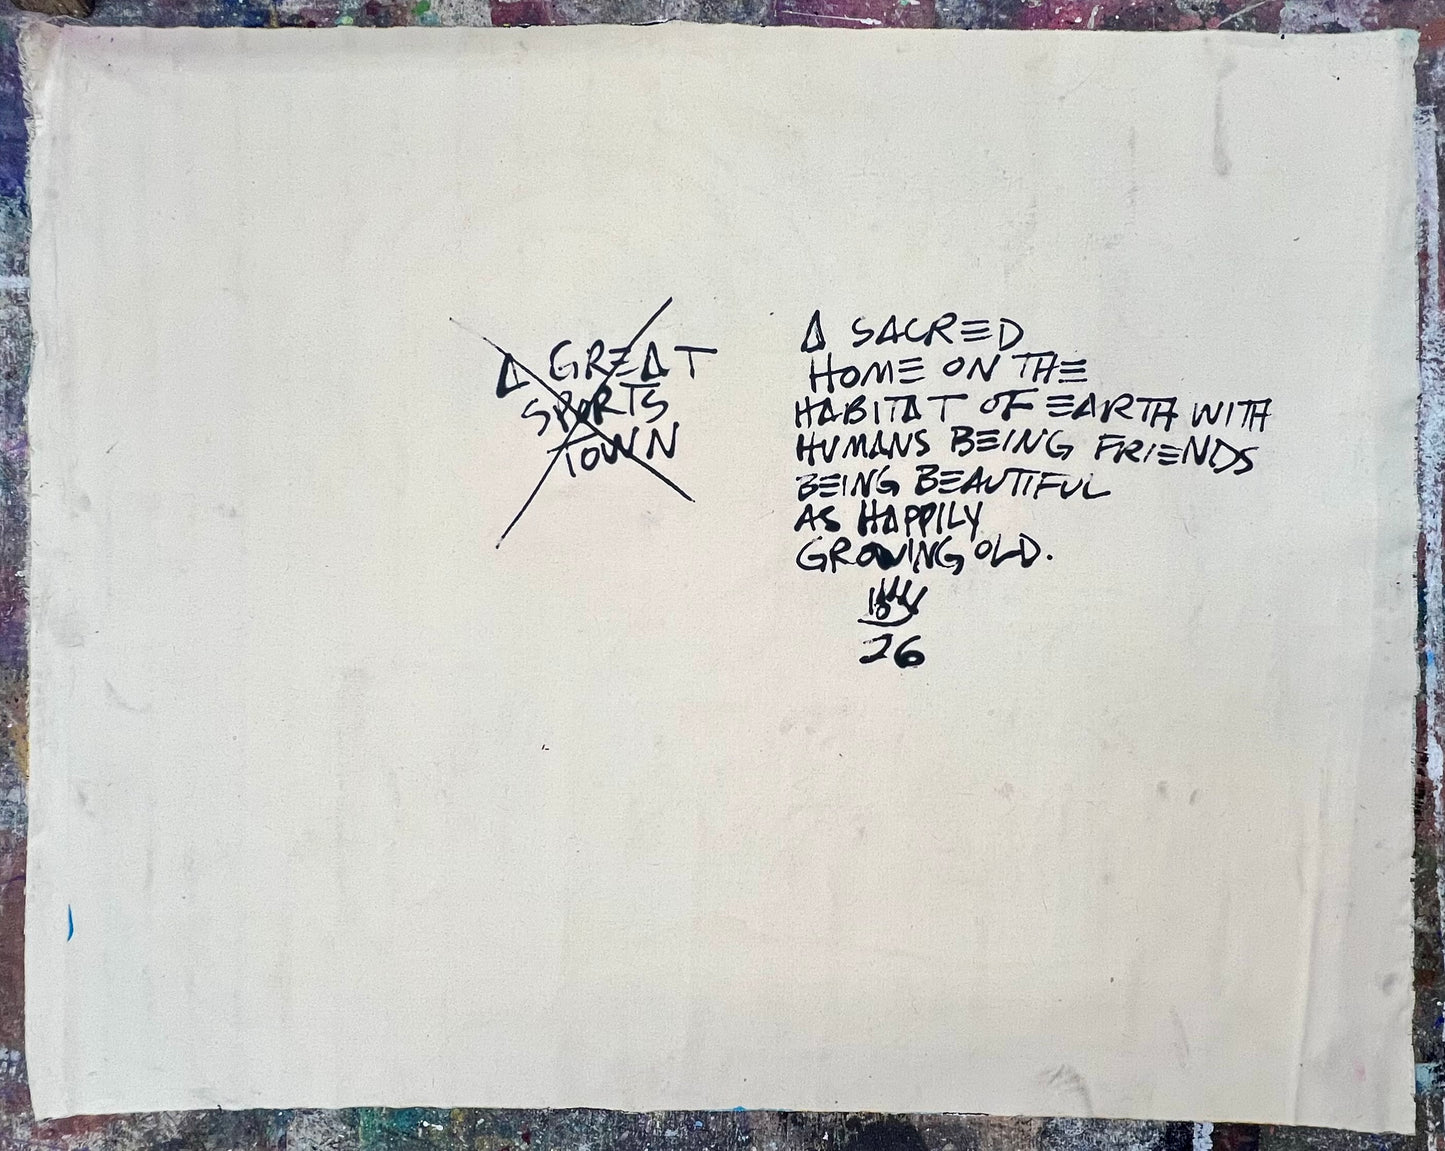 A GREAT
SPORTS
TOWN
A SACRED
HOME ON THE
HABITAT OF EARTH WITH
HUMANS BEING FRIENDS
BEING BEAUTIFUL
AS HAPPILY
GROWING OLD.
26